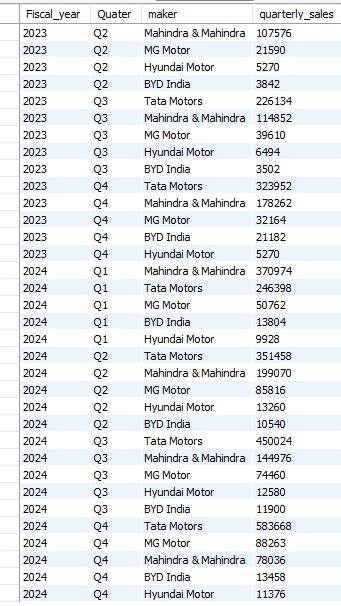 Fiscal_year Quater maker quarterly_sales
2023 Q2 Mahindra & Mahindra 107576
2023 Q2 MG Motor 21590
2023 Q2 Hyundai Motor 5270
2023 Q2 BYD India 3842
2023 Q3 Tata Motors 226134
2023 Q3 Mahindra & Mahindra 114852
2023 Q3 MG Motor 39610
2023 Q3 Hyundai Motor 6494
2023 Q3 BYD India 3502
2023 Q4 Tata Motors 323952
2023 Q4 Mahindra & Mahindra 178262
2023 Q4 MG Motor 32164
2023 Q4 BYD India 21182
2023 Q4 Hyundai Motor 5270
2024 Q1 Mahindra & Mahindra 370974
2024 Q1 Tata Motors 246398
2024 Q1 MG Motor 50762
2024 Q1 BYD India 13804
2024 Q1 Hyundai Motor 9928
2024 Q2 Tata Motors 351458
2024 Q2 Mahindra & Mahindra 199070
2024 Q2 MG Motor 85816
2024 Q2 Hyundai Motor 13260
2024 Q2 BYD India 10540
2024 Q3 Tata Motors 450024
2024 Q3 Mahindra & Mahindra 144976
2024 Q3 MG Motor 74460
2024 Q3 Hyundai Motor 12580
2024 Q3 BYD India 11900
2024 Q4 Tata Motors 583668
2024 Q4 MG Motor 88263
2024 Q4 Mahindra & Mahindra 78036
2024 Q4 BYD India 13458
2024 Q4 Hyundai Motor 11376